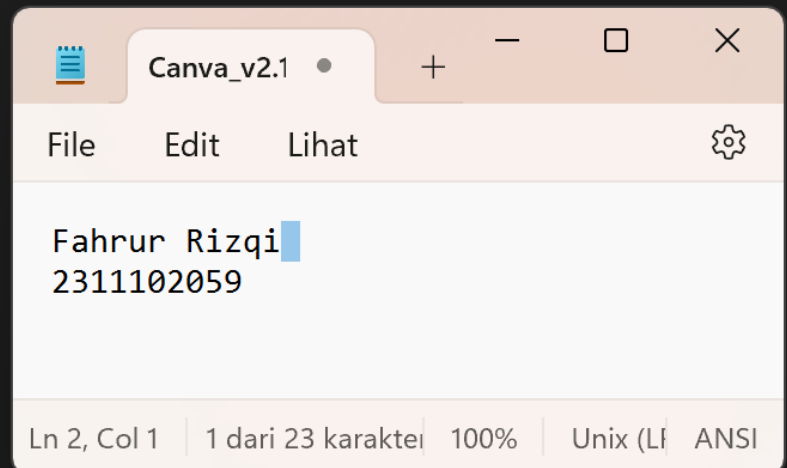 Canva_v2.1
File Edit Lihat
Fahrur Rizqi
2311102059
Ln 2, Col 1 1 dari 23 karakter 100% Unix (LF ANSI